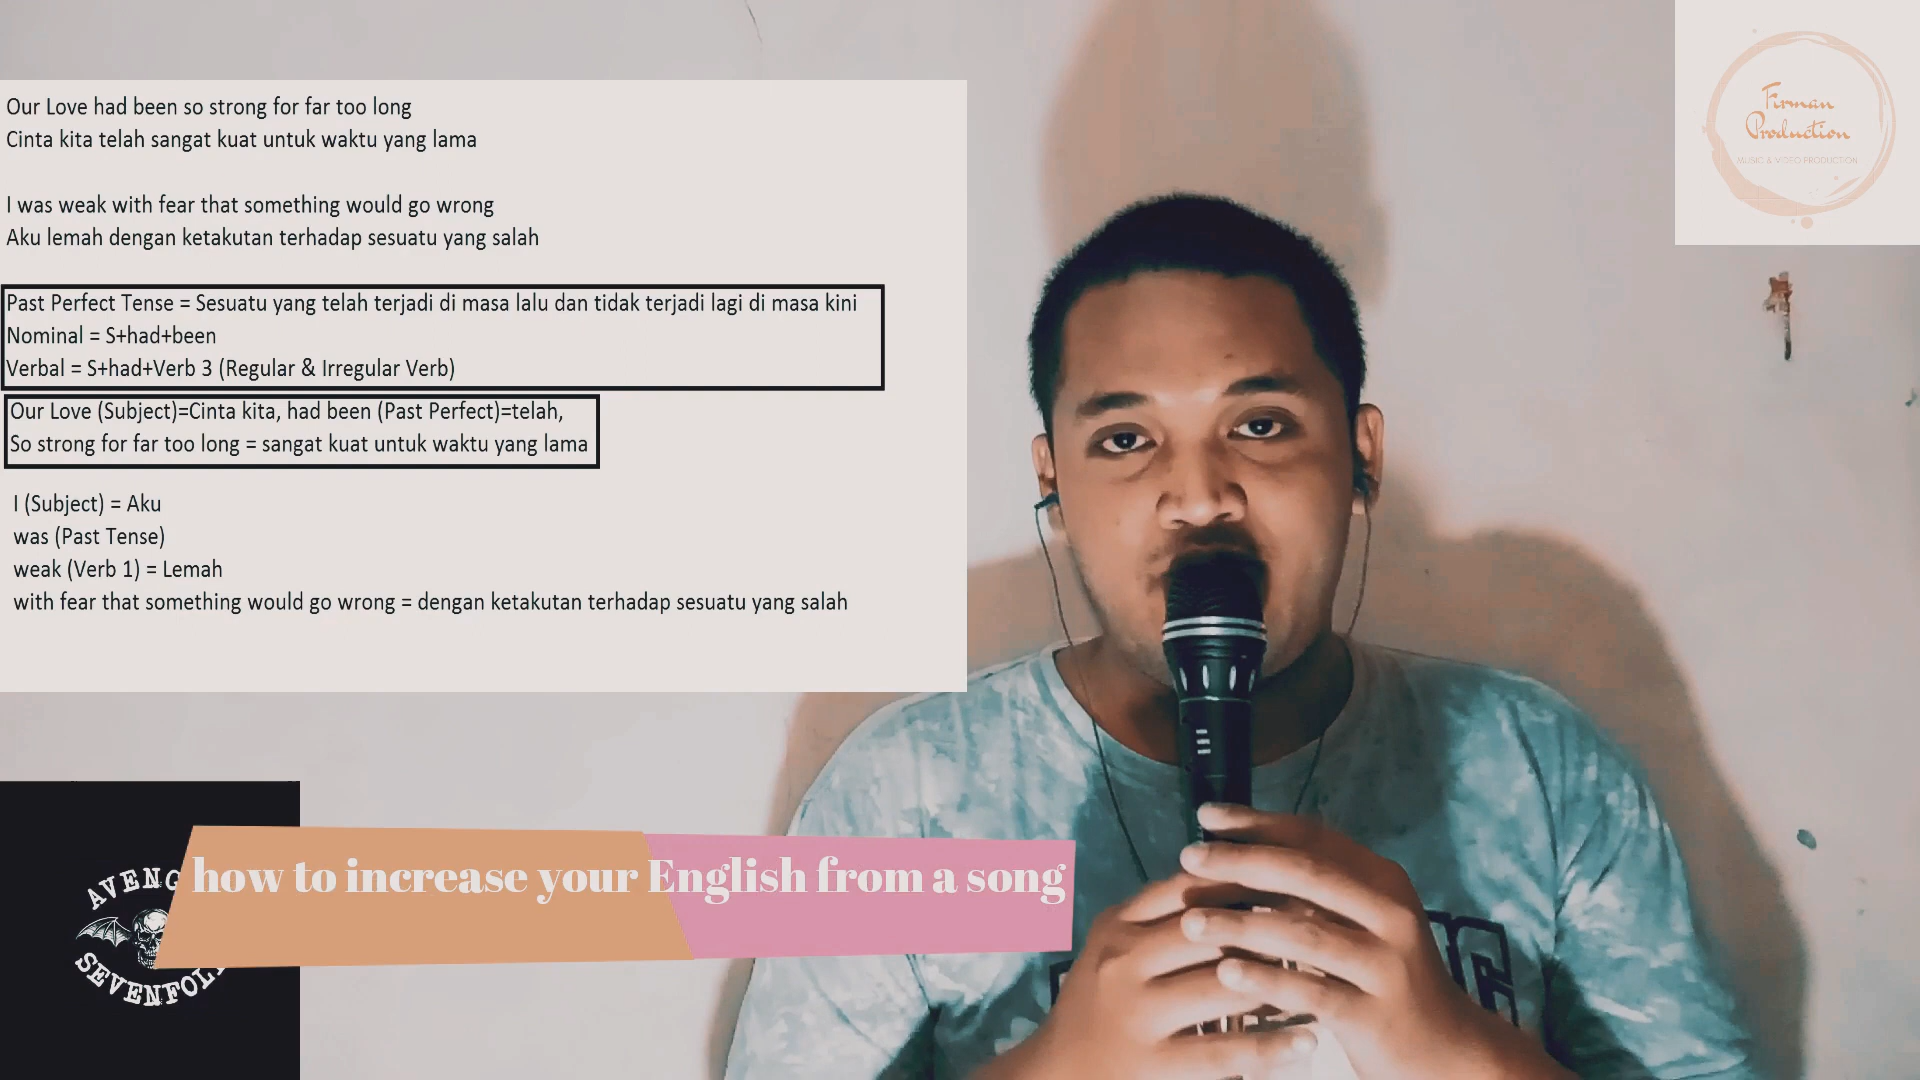 Our Love had been so strong for far too long
Cinta kita telah sangat kuat untuk waktu yang lama
I was weak with fear that something would go wrong
Aku lemah dengan ketakutan terhadap sesuatu yang salah
Past Perfect Tense = Sesuatu yang telah terjadi di masa lalu dan tidak terjadi lagi di masa kini
Nominal = S+had+been
Verbal = S+had+Verb 3 (Regular & Irregular Verb)
Our Love (Subject)=Cinta kita, had been (Past Perfect)=telah,
So strong for far too long = sangat kuat untuk waktu yang lama
I (Subject) = Aku
was (Past Tense)
weak (Verb 1) = Lemah
with fear that something would go wrong = dengan ketakutan terhadap sesuatu yang salah
Firman
Production
MUSIC & VIDEO PRODUCTION
how to increase your English from a song
AVENG
SEVENFOL